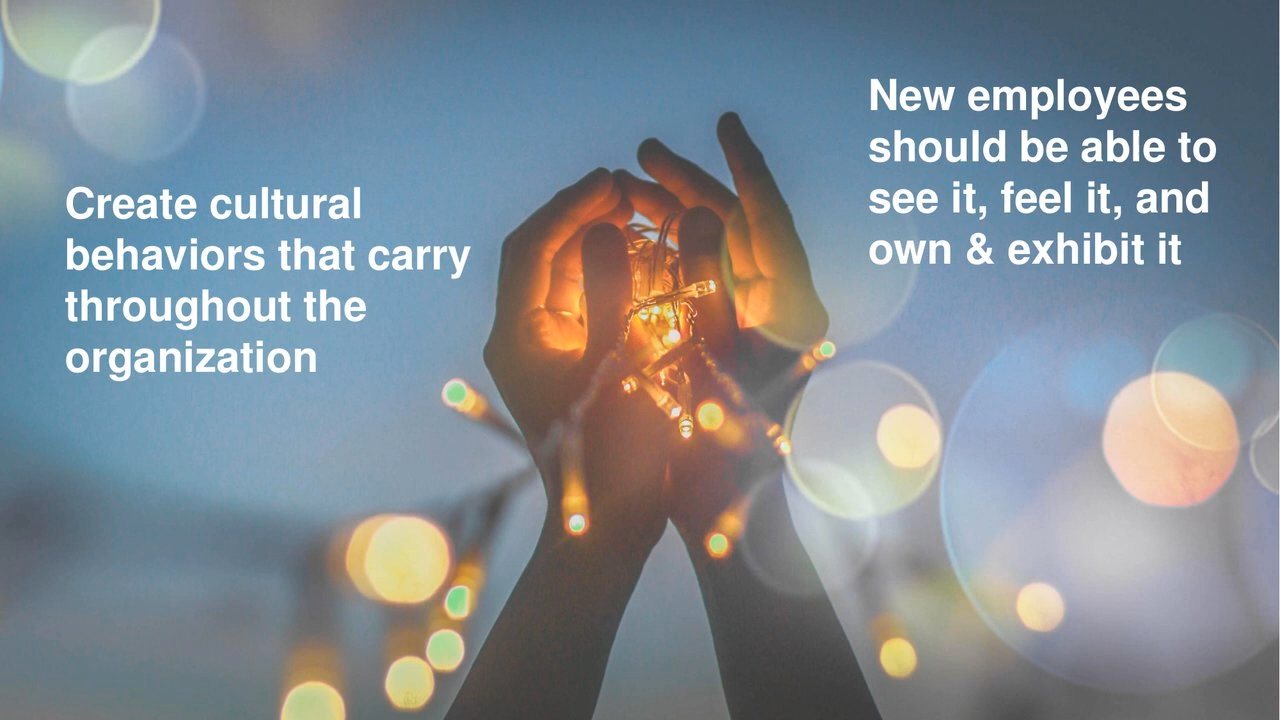 Create cultural
behaviors that carry
throughout the
organization
New employees
should be able to
see it, feel it, and
own & exhibit it